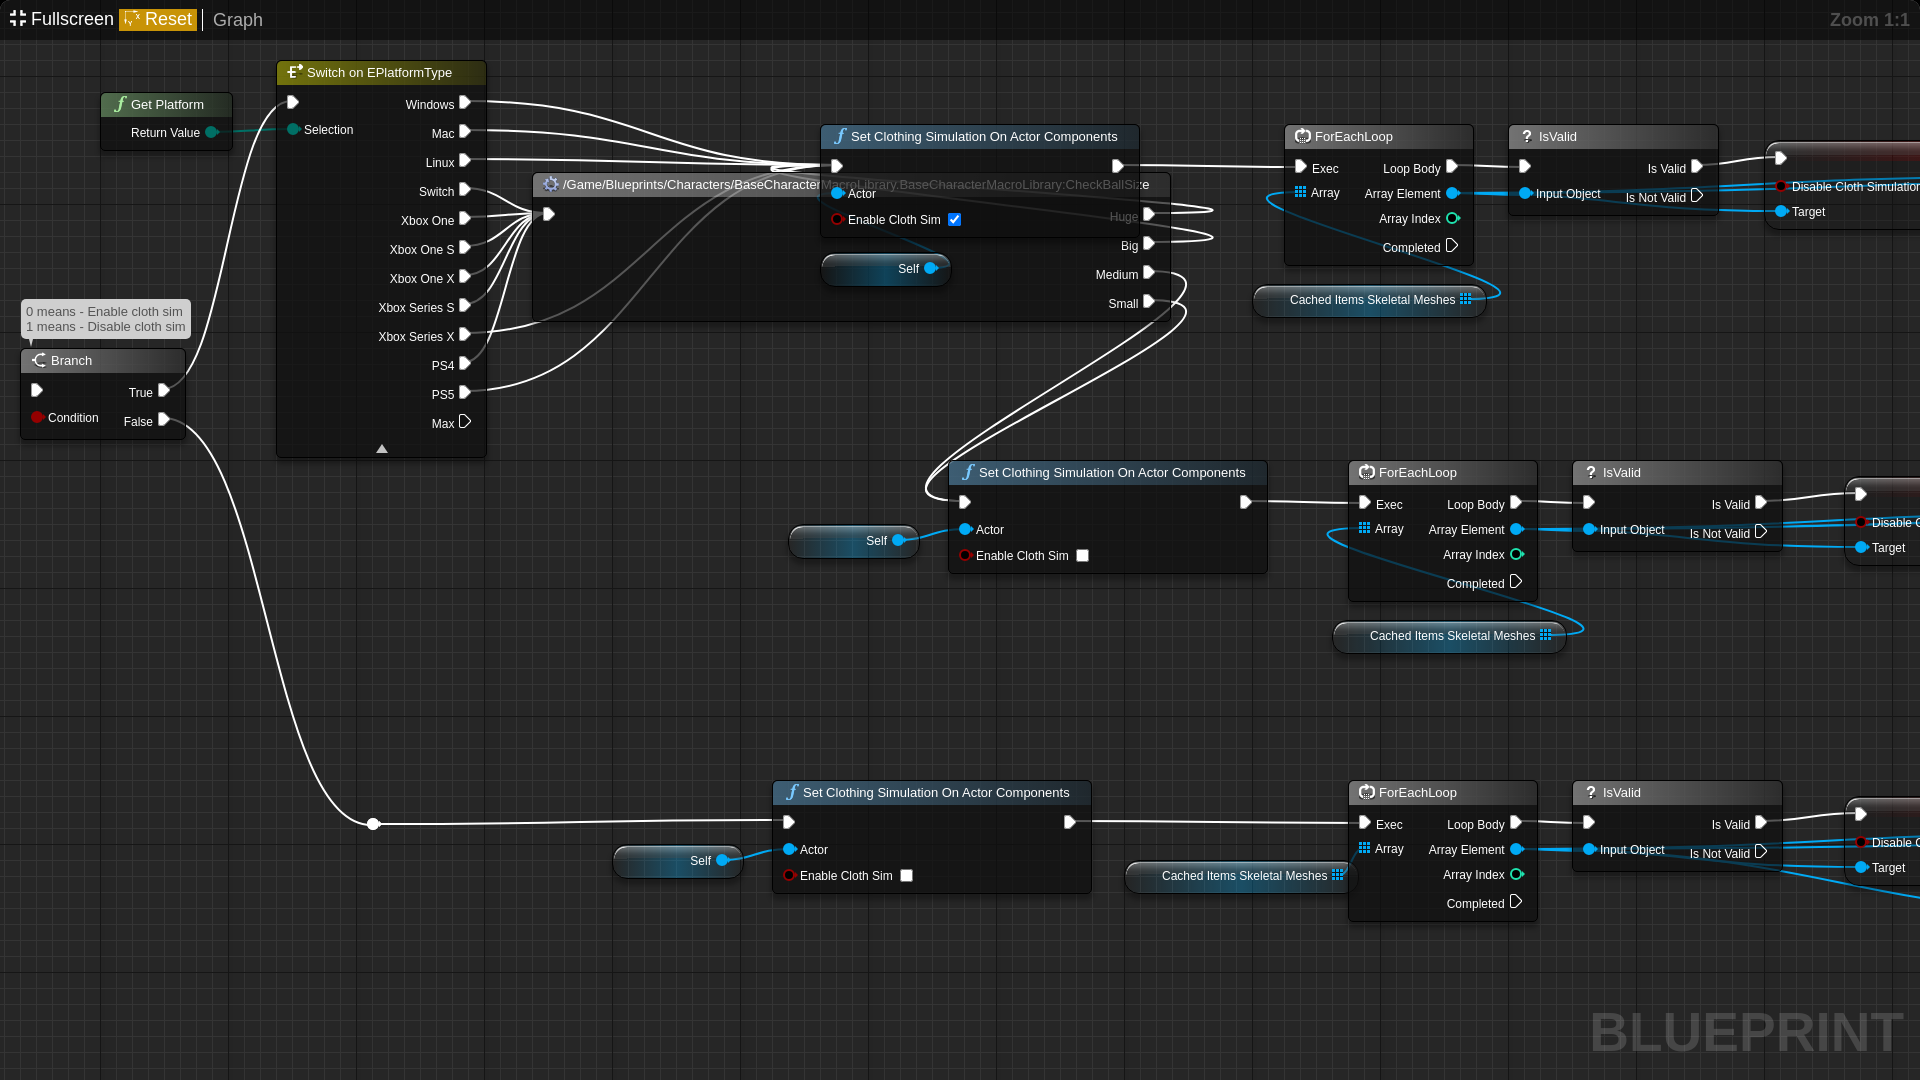 Fullscreen Reset Graph
Zoom 1:1
Get Platform
Return Value
Switch on EPlatformType
Selection
Windows
Mac
Linux
Switch
Xbox One
Xbox One S
Xbox One X
Xbox Series S
Xbox Series X
PS4
PS5
Max
0 means - Enable cloth sim
1 means - Disable cloth sim
Branch
True
Condition
False
/Game/Blueprints/Characters/BaseCharacterMacroLibrary.BaseCharacterMacroLibrary:CheckBallSize
Huge
Big
Medium
Small
Set Clothing Simulation On Actor Components
Actor
Enable Cloth Sim
Self
ForEachLoop
Exec
Loop Body
Array
Array Element
Array Index
Completed
Cached Items Skeletal Meshes
? IsValid
Is Valid
Input Object
Is Not Valid
Disable Cloth Simulation
Target
Set Clothing Simulation On Actor Components
Actor
Enable Cloth Sim
Self
ForEachLoop
Exec
Loop Body
Array
Array Element
Array Index
Completed
Cached Items Skeletal Meshes
? IsValid
Is Valid
Input Object
Is Not Valid
Disable C
Target
Set Clothing Simulation On Actor Components
Actor
Enable Cloth Sim
Self
Cached Items Skeletal Meshes
ForEachLoop
Exec
Loop Body
Array
Array Element
Array Index
Completed
? IsValid
Is Valid
Input Object
Is Not Valid
Disable C
Target
BLUEPRINT